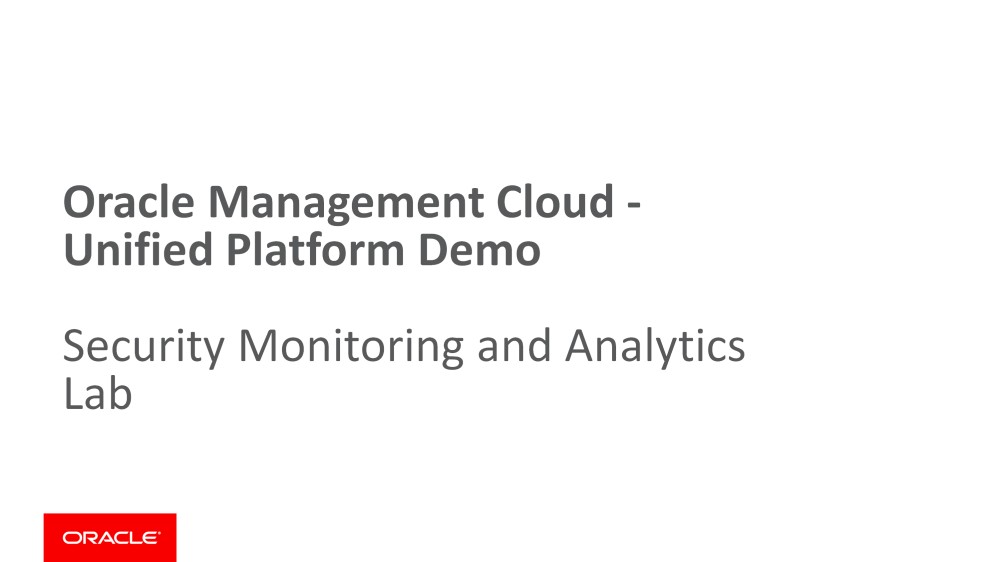 Oracle Management Cloud -
Unified Platform Demo
Security Monitoring and Analytics
Lab
ORACLE®